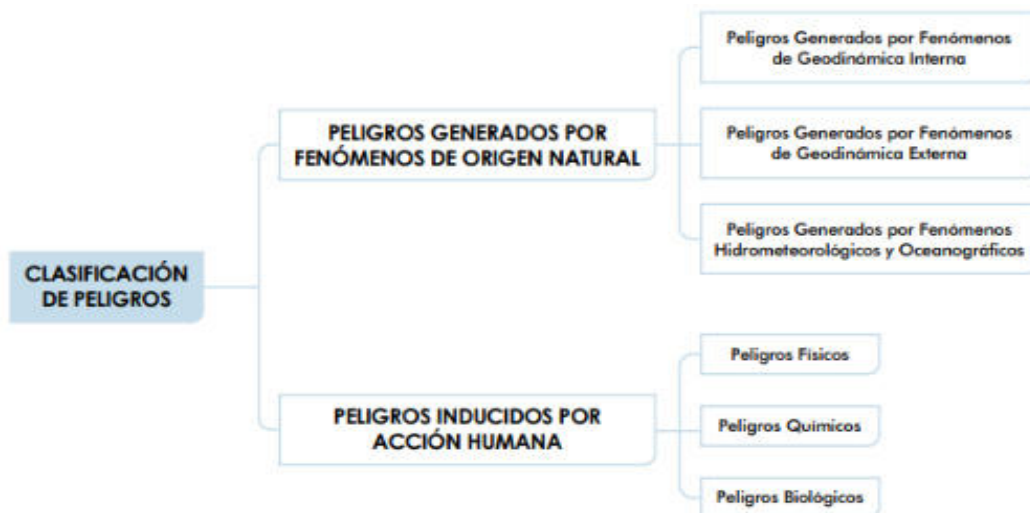 CLASIFICACIÓN
DE PELIGROS
PELIGROS GENERADOS POR
FENÓMENOS DE ORIGEN NATURAL
Peligros Generados por Fenómenos
de Geodinámica Interna
Peligros Generados por Fenómenos
de Geodinámica Externa
Peligros Generados por Fenómenos
Hidrometeorológicos y Oceanográficos
PELIGROS INDUCIDOS POR
ACCIÓN HUMANA
Peligros Físicos
Peligros Químicos
Peligros Biológicos